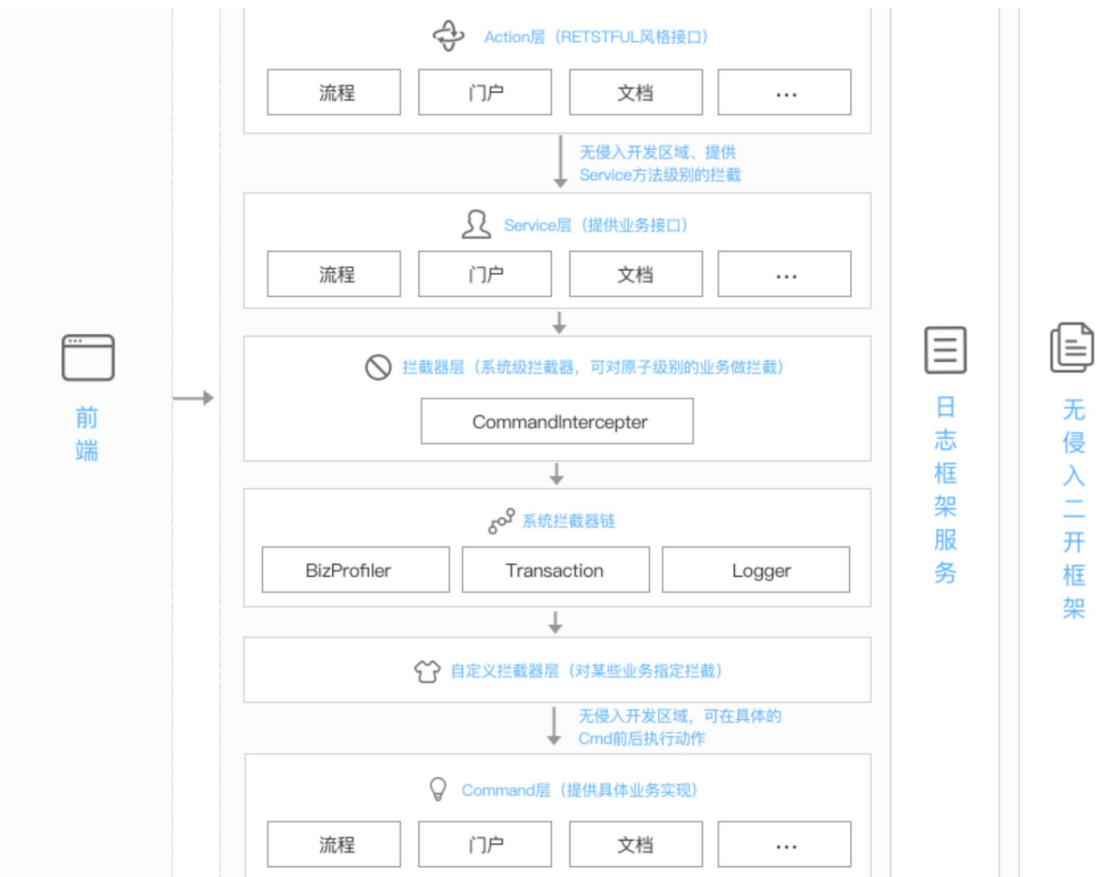 Action层（RETSTFUL风格接口）
流程
门户
文档
...
无侵入开发区域、提供
Service方法级别的拦截
Service层（提供业务接口）
流程
门户
文档
...
前端
拦截器层（系统级拦截器，可对原子级别的业务做拦截）
CommandIntercepter
系统拦截器链
BizProfiler
Transaction
Logger
自定义拦截器层（对某些业务指定拦截）
无侵入开发区域，可在具体的
Cmd前后执行动作
Command层（提供具体业务实现）
流程
门户
文档
...
日志框架服务
无侵入二开框架